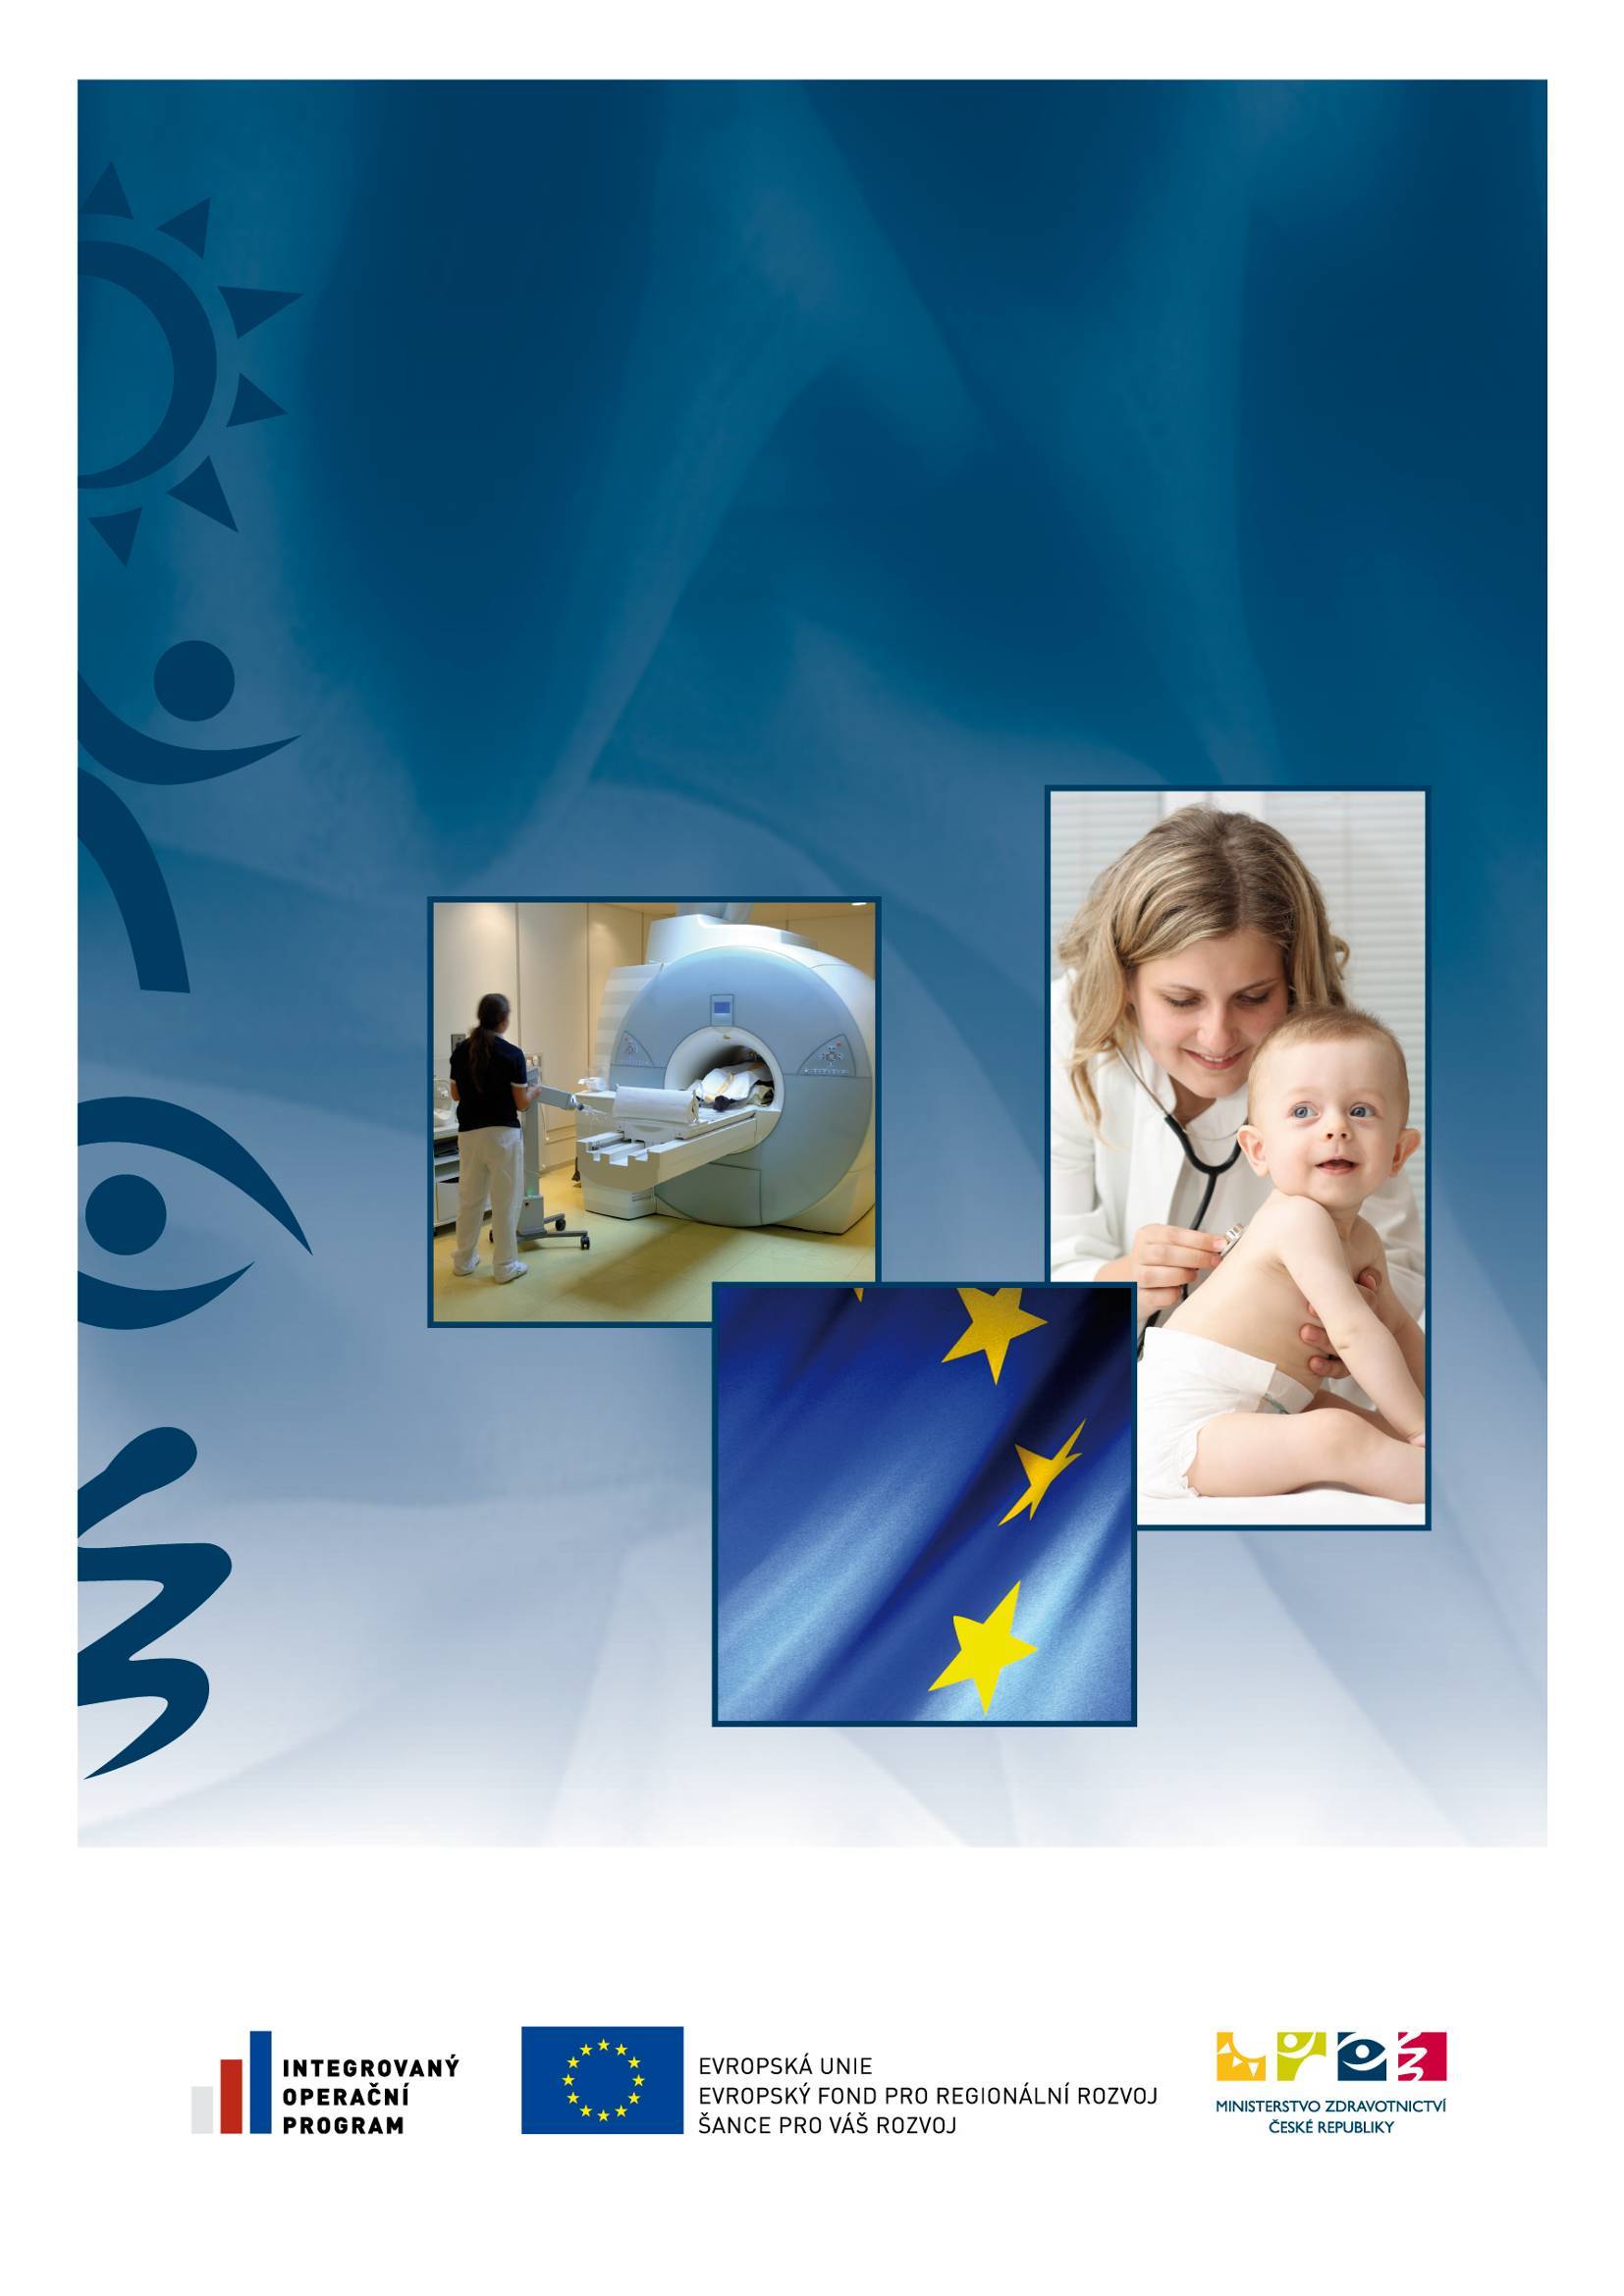 INTEGROVANÝ
OPERAČNÍ
PROGRAM
EVROPSKÁ UNIE
EVROPSKÝ FOND PRO REGIONÁLNÍ ROZVOJ
ŠANCE PRO VÁŠ ROZVOJ
MINISTERSTVO ZDRAVOTNICTVÍ
ČESKÉ REPUBLIKY